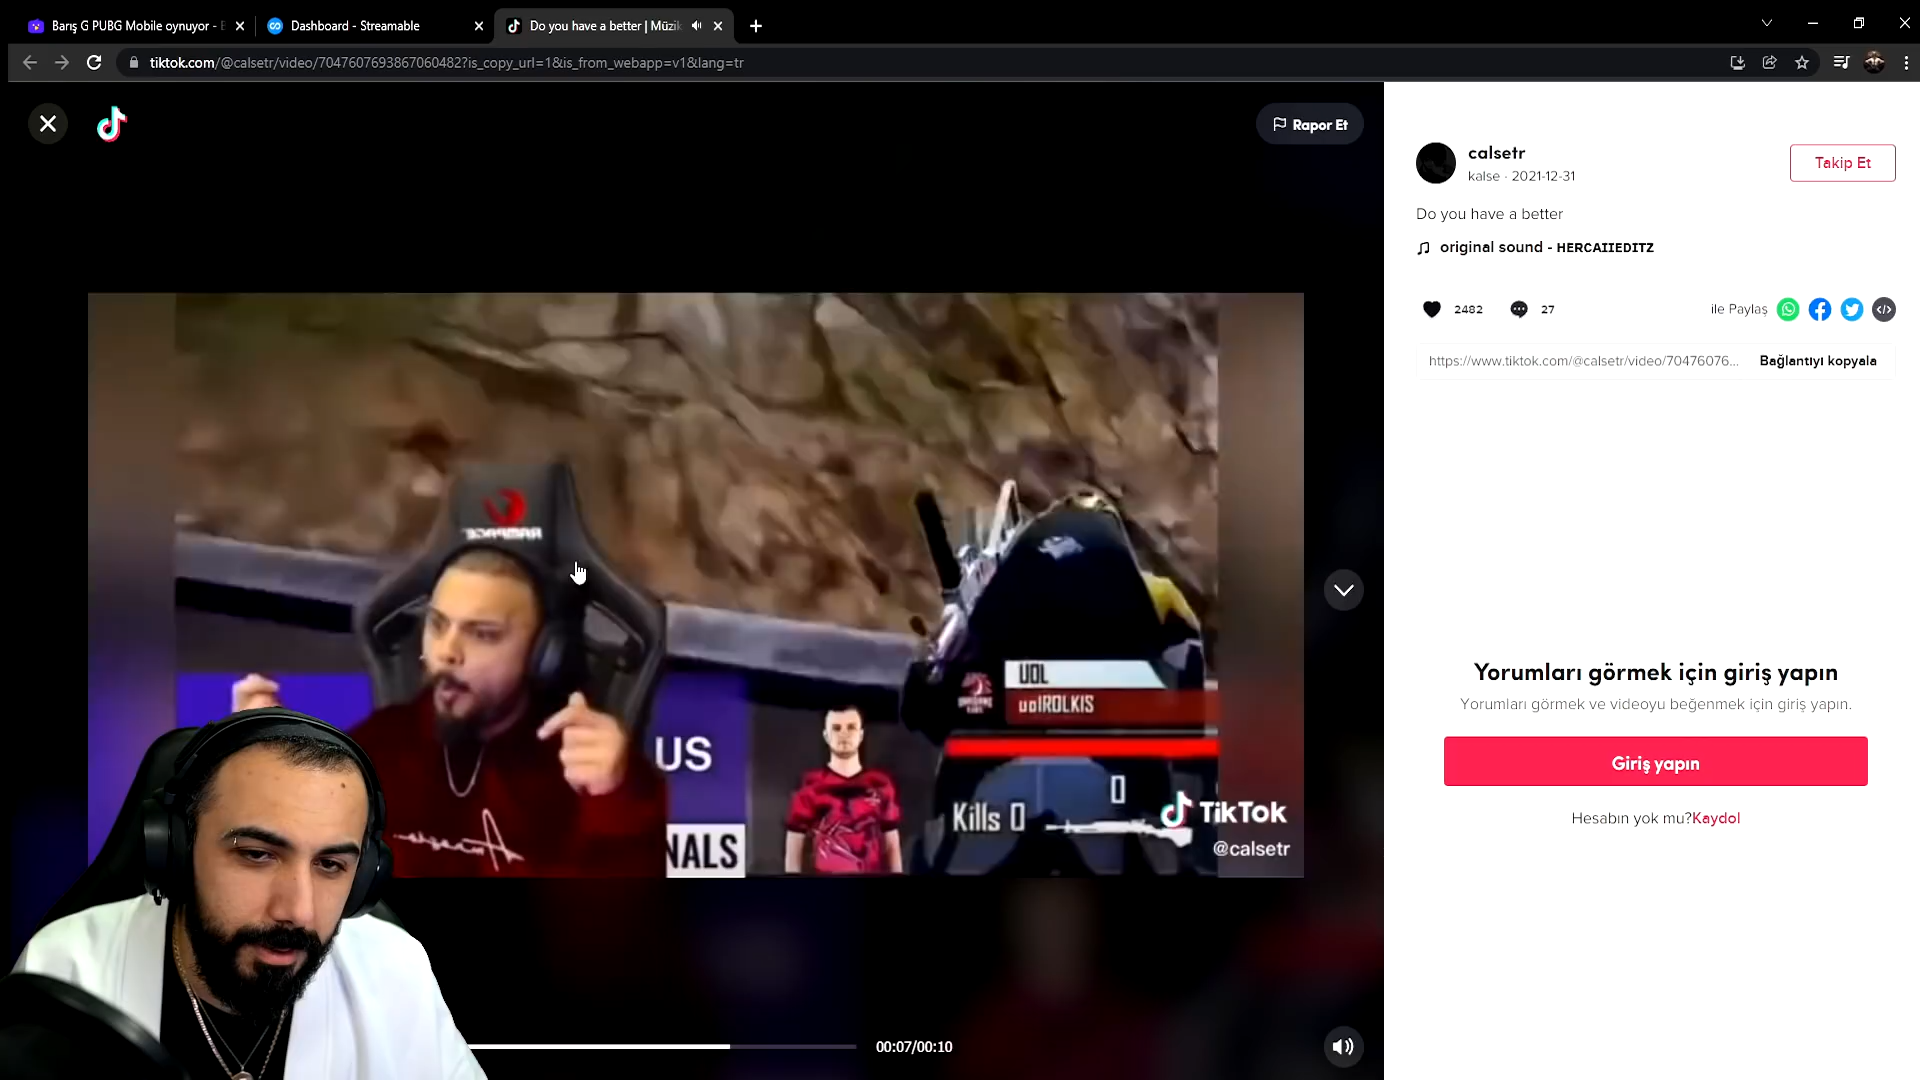 Barış G PUBG Mobile oynuyor -
Dashboard - Streamable
Do you have a better | Müzik
tiktok.com/@calsetr/video/7047607693867060482?is_copy_url=1&is_from_webapp=v1&lang=tr
Rapor Et
calsetr
kalse · 2021-12-31
Takip Et
Do you have a better
original sound - HERCAIIEDITZ
2482
27
ile Paylaş
https://www.tiktok.com/@calsetr/video/70476076...
Bağlantıyı kopyala
UOL
uolROLKIS
US
NALS
Kills 0
0
TikTok
@calsetr
00:07/00:10
Yorumları görmek için giriş yapın
Yorumları görmek ve videoyu beğenmek için giriş yapın.
Giriş yapın
Hesabın yok mu?Kaydol